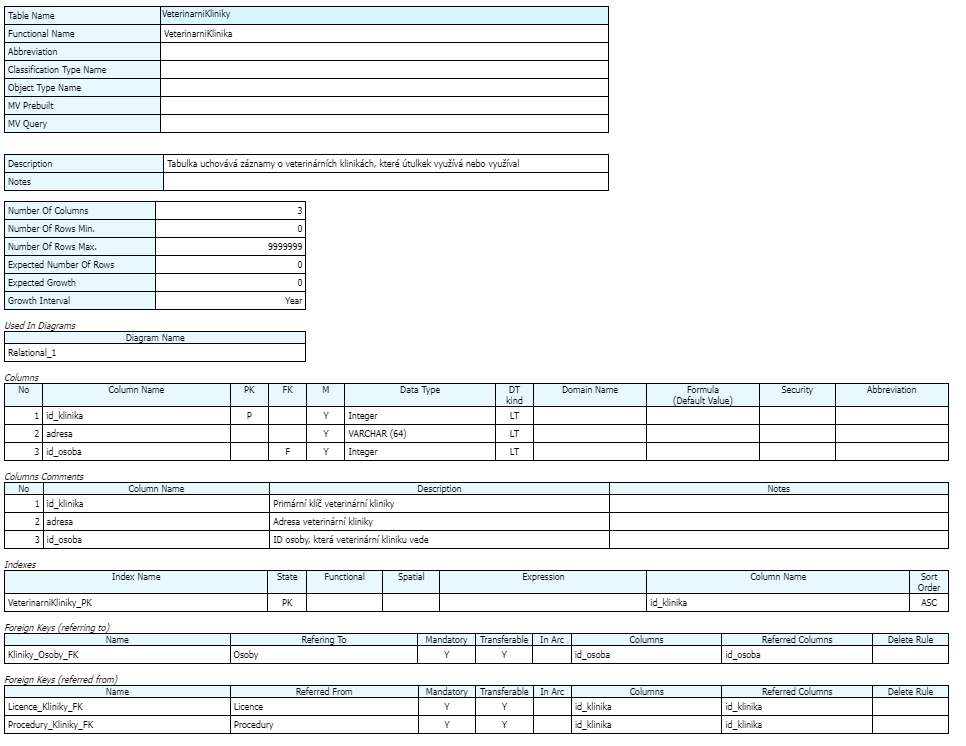 Table Name VeterinarniKliniky
Functional Name VeterinarniKlinika
Abbreviation
Classification Type Name
Object Type Name
MV Prebuilt
MV Query
Description Tabulka uchovává záznamy o veterinárních klinikách, které útulkek využívá nebo využíval
Notes
Number Of Columns 3
Number Of Rows Min. 0
Number Of Rows Max. 9999999
Expected Number Of Rows 0
Expected Growth 0
Growth Interval Year
Used In Diagrams
Diagram Name
Relational_1
Columns
No Column Name PK FK M Data Type DT kind Domain Name Formula (Default Value) Security Abbreviation
1 id_klinika P Y Integer LT
2 adresa Y VARCHAR (64) LT
3 id_osoba F Y Integer LT
Columns Comments
No Column Name Description Notes
1 id_klinika Primární klíč veterinární kliniky
2 adresa Adresa veterinární kliniky
3 id_osoba ID osoby, která veterinární kliniku vede
Indexes
Index Name State Functional Spatial Expression Column Name Sort Order
VeterinarniKliniky_PK PK id_klinika ASC
Foreign Keys (referring to)
Name Refering To Mandatory Transferable In Arc Columns Referred Columns Delete Rule
Kliniky_Osoby_FK Osoby Y Y id_osoba id_osoba
Foreign Keys (referred from)
Name Referred From Mandatory Transferable In Arc Columns Referred Columns Delete Rule
Licence_Kliniky_FK Licence Y Y id_klinika id_klinika
Procedury_Kliniky_FK Procedury Y Y id_klinika id_klinika